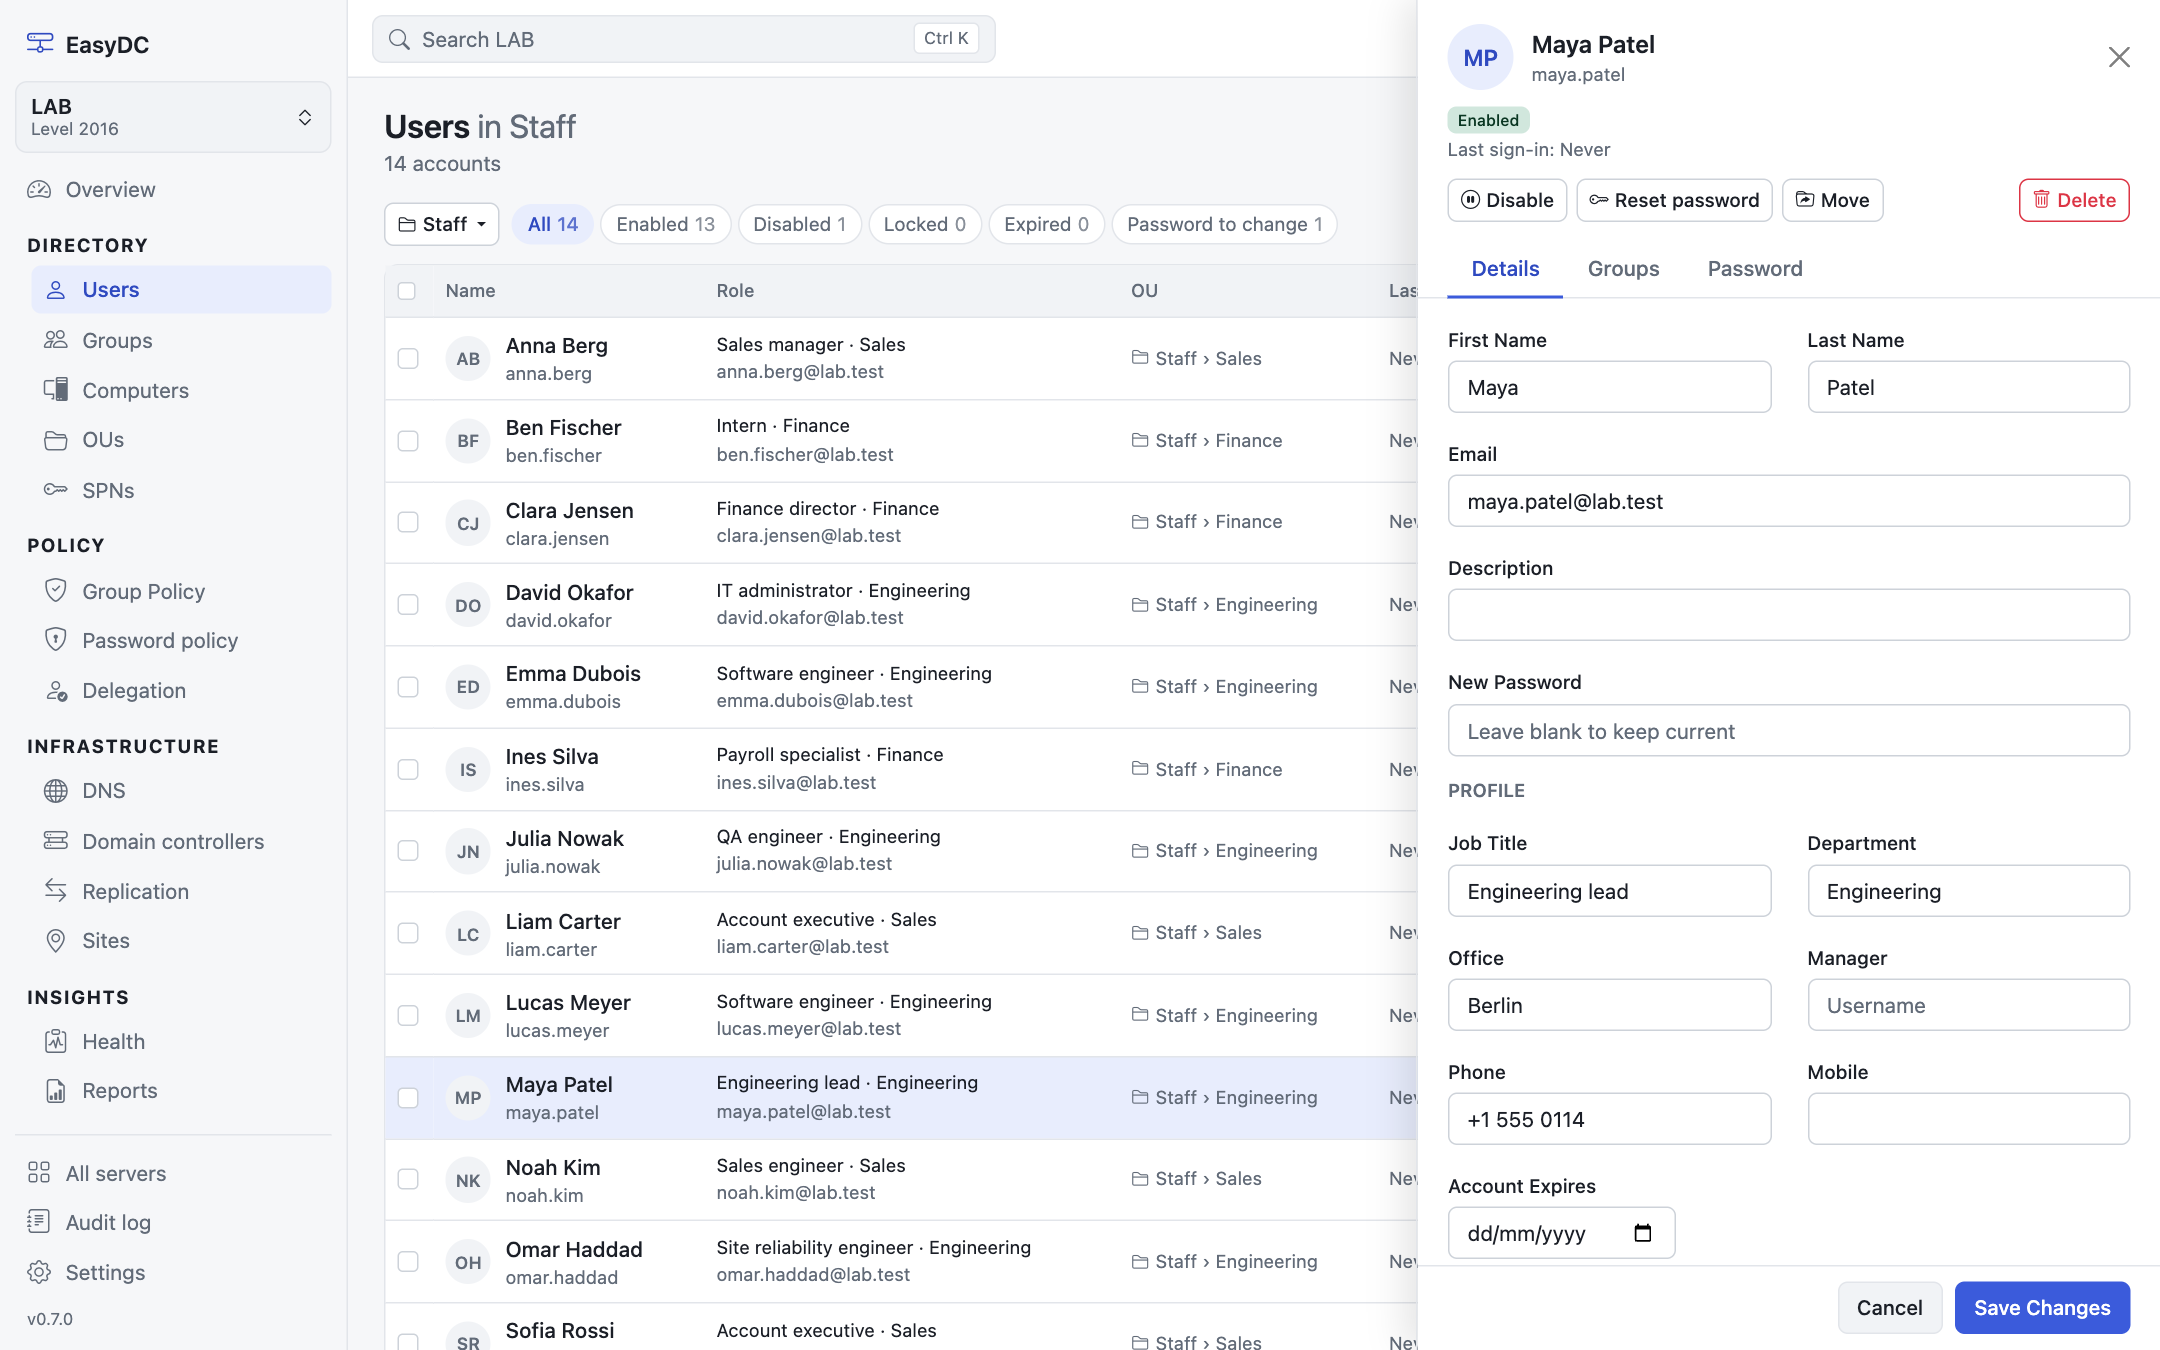 EasyDC
LAB
Level 2016
Overview
DIRECTORY
Users
Groups
Computers
OUs
SPNs
POLICY
Group Policy
Password policy
Delegation
INFRASTRUCTURE
DNS
Domain controllers
Replication
Sites
INSIGHTS
Health
Reports
All servers
Audit log
Settings
v0.7.0
Search LAB
Ctrl K
Users in Staff
14 accounts
Staff
All 14
Enabled 13
Disabled 1
Locked 0
Expired 0
Password to change 1
Name Role OU Las
AB
Anna Berg
anna.berg
Sales manager · Sales
anna.berg@lab.test
Staff › Sales
Nev
BF
Ben Fischer
ben.fischer
Intern · Finance
ben.fischer@lab.test
Staff › Finance
Nev
CJ
Clara Jensen
clara.jensen
Finance director · Finance
clara.jensen@lab.test
Staff › Finance
Nev
DO
David Okafor
david.okafor
IT administrator · Engineering
david.okafor@lab.test
Staff › Engineering
Nev
ED
Emma Dubois
emma.dubois
Software engineer · Engineering
emma.dubois@lab.test
Staff › Engineering
Nev
IS
Ines Silva
ines.silva
Payroll specialist · Finance
ines.silva@lab.test
Staff › Finance
Nev
JN
Julia Nowak
julia.nowak
QA engineer · Engineering
julia.nowak@lab.test
Staff › Engineering
Nev
LC
Liam Carter
liam.carter
Account executive · Sales
liam.carter@lab.test
Staff › Sales
Nev
LM
Lucas Meyer
lucas.meyer
Software engineer · Engineering
lucas.meyer@lab.test
Staff › Engineering
Nev
MP
Maya Patel
maya.patel
Engineering lead · Engineering
maya.patel@lab.test
Staff › Engineering
Nev
NK
Noah Kim
noah.kim
Sales engineer · Sales
noah.kim@lab.test
Staff › Sales
Nev
OH
Omar Haddad
omar.haddad
Site reliability engineer · Engineering
omar.haddad@lab.test
Staff › Engineering
Nev
SR
Sofia Rossi
Account executive · Sales
Staff › Sales
Nev
MP
Maya Patel
maya.patel
Enabled
Last sign-in: Never
Disable
Reset password
Move
Delete
Details
Groups
Password
First Name
Maya
Last Name
Patel
Email
maya.patel@lab.test
Description
New Password
Leave blank to keep current
PROFILE
Job Title
Engineering lead
Department
Engineering
Office
Berlin
Manager
Username
Phone
+1 555 0114
Mobile
Account Expires
dd/mm/yyyy
Cancel
Save Changes